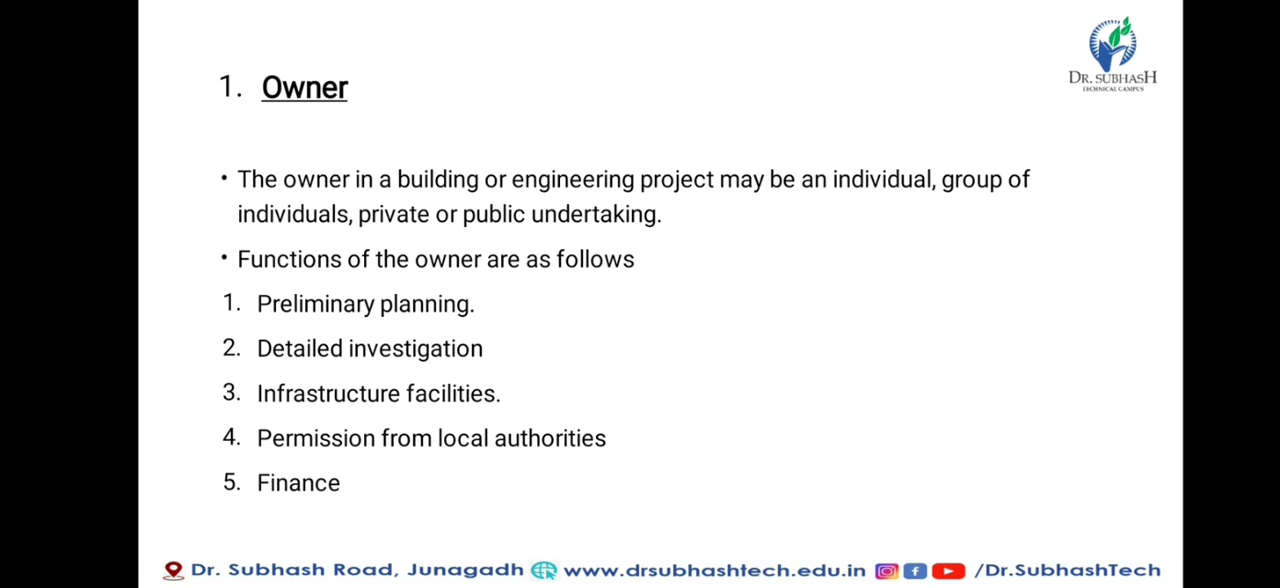 DR. SUBHASH
TECHNICAL CAMPUS
1. Owner
• The owner in a building or engineering project may be an individual, group of
individuals, private or public undertaking.
• Functions of the owner are as follows
1. Preliminary planning.
2. Detailed investigation
3. Infrastructure facilities.
4. Permission from local authorities
5. Finance
Dr. Subhash Road, Junagadh www.drsubhashtech.edu.in /Dr.SubhashTech